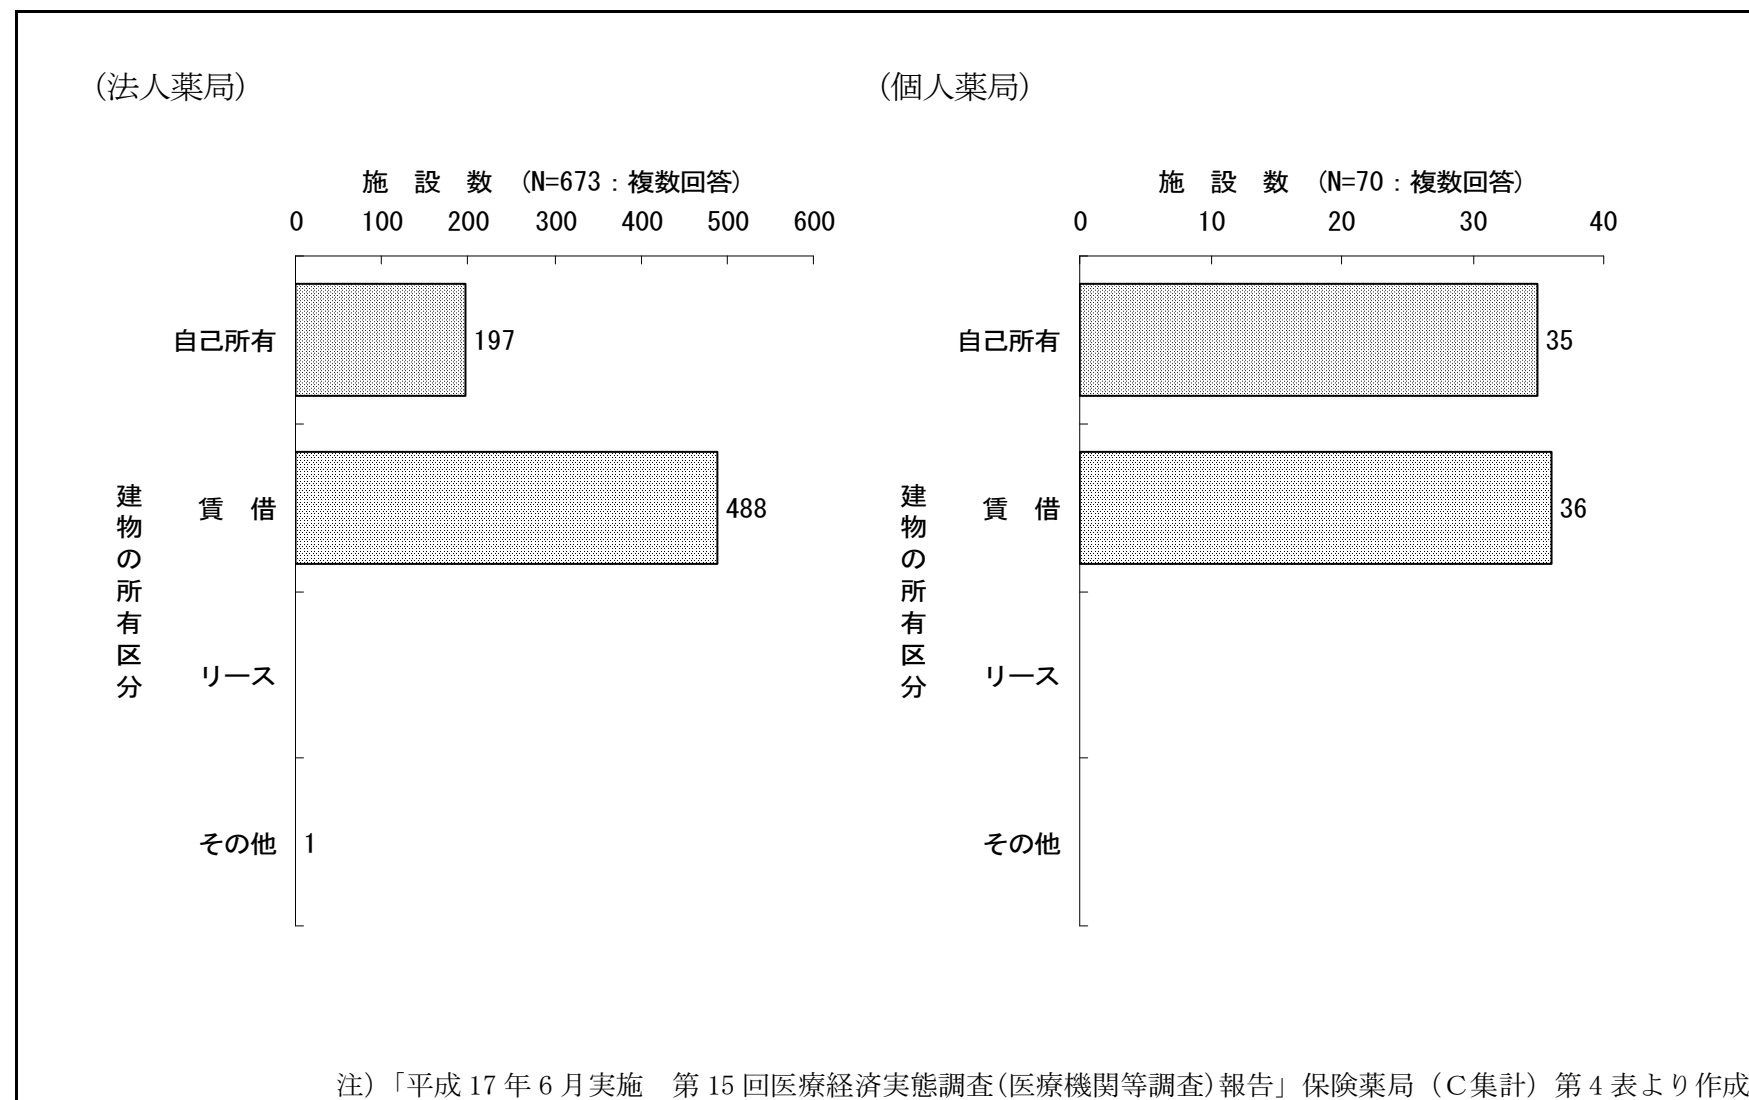 （法人薬局）
施　設　数　（N=673：複数回答）
0 100 200 300 400 500 600
自己所有 197
賃　借 488
リース
その他 1
建物の所有区分
（個人薬局）
施　設　数　（N=70：複数回答）
0 10 20 30 40
自己所有 35
賃　借 36
リース
その他
建物の所有区分
注）「平成17年6月実施　第15回医療経済実態調査(医療機関等調査)報告」保険薬局（Ｃ集計）第4表より作成